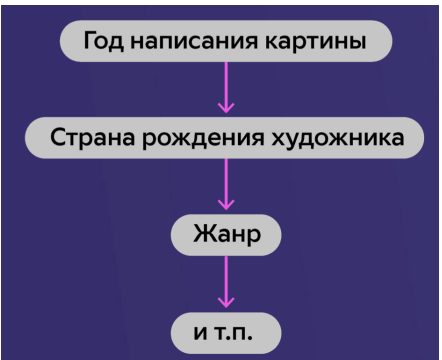 Год написания картины
Страна рождения художника
Жанр
и т.п.